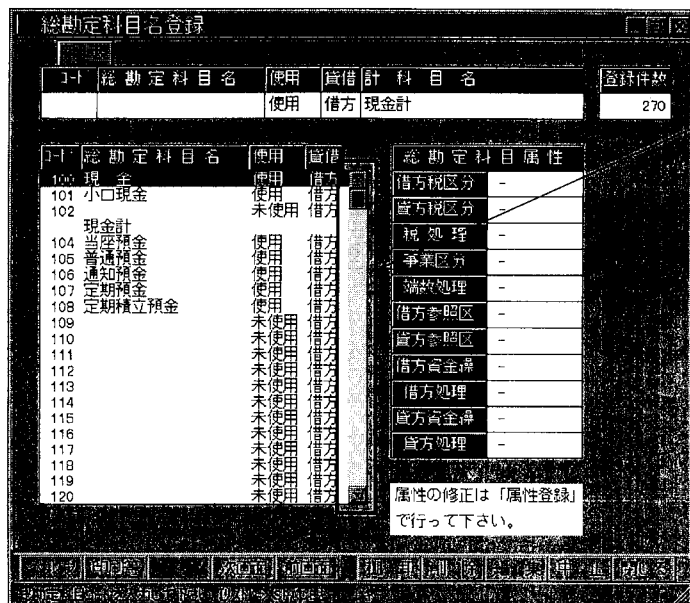 総勘定科目名登録
コード 総勘定科目名 使用 貸借 計科目名 登録件数
使用 借方 現金計 270
コード 総勘定科目名 使用 貸借
100 現 金 使用 借方
101 小口現金 使用 借方
102 未使用 借方
現金計
104 当座預金 使用 借方
105 普通預金 使用 借方
106 通知預金 使用 借方
107 定期預金 使用 借方
108 定期積立預金 使用 借方
109 未使用 借方
110 未使用 借方
111 未使用 借方
112 未使用 借方
113 未使用 借方
114 未使用 借方
115 未使用 借方
116 未使用 借方
117 未使用 借方
118 未使用 借方
119 未使用 借方
120 未使用 借方
総勘定科目属性
借方税区分 -
貸方税区分 -
税処理 -
事業区分 -
端数処理 -
借方参照区 -
貸方参照区 -
借方資金繰 -
借方処理 -
貸方資金繰 -
貸方処理 -
属性の修正は「属性登録」
で行って下さい。
次画面 前画面